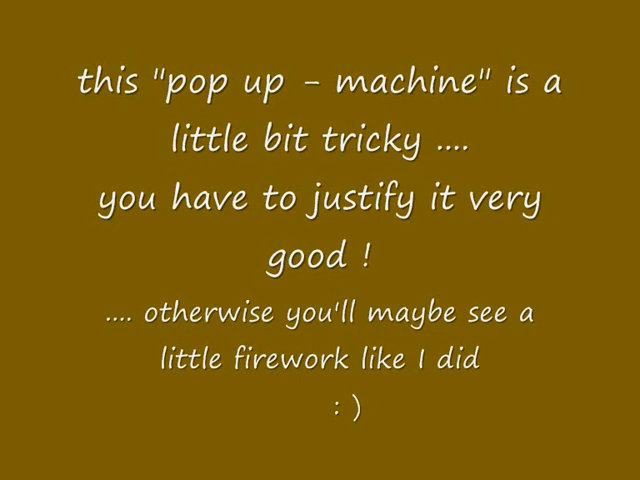 this "pop up - machine" is a
little bit tricky ....
you have to justify it very
good !
.... otherwise you'll maybe see a
little firework like I did
: )